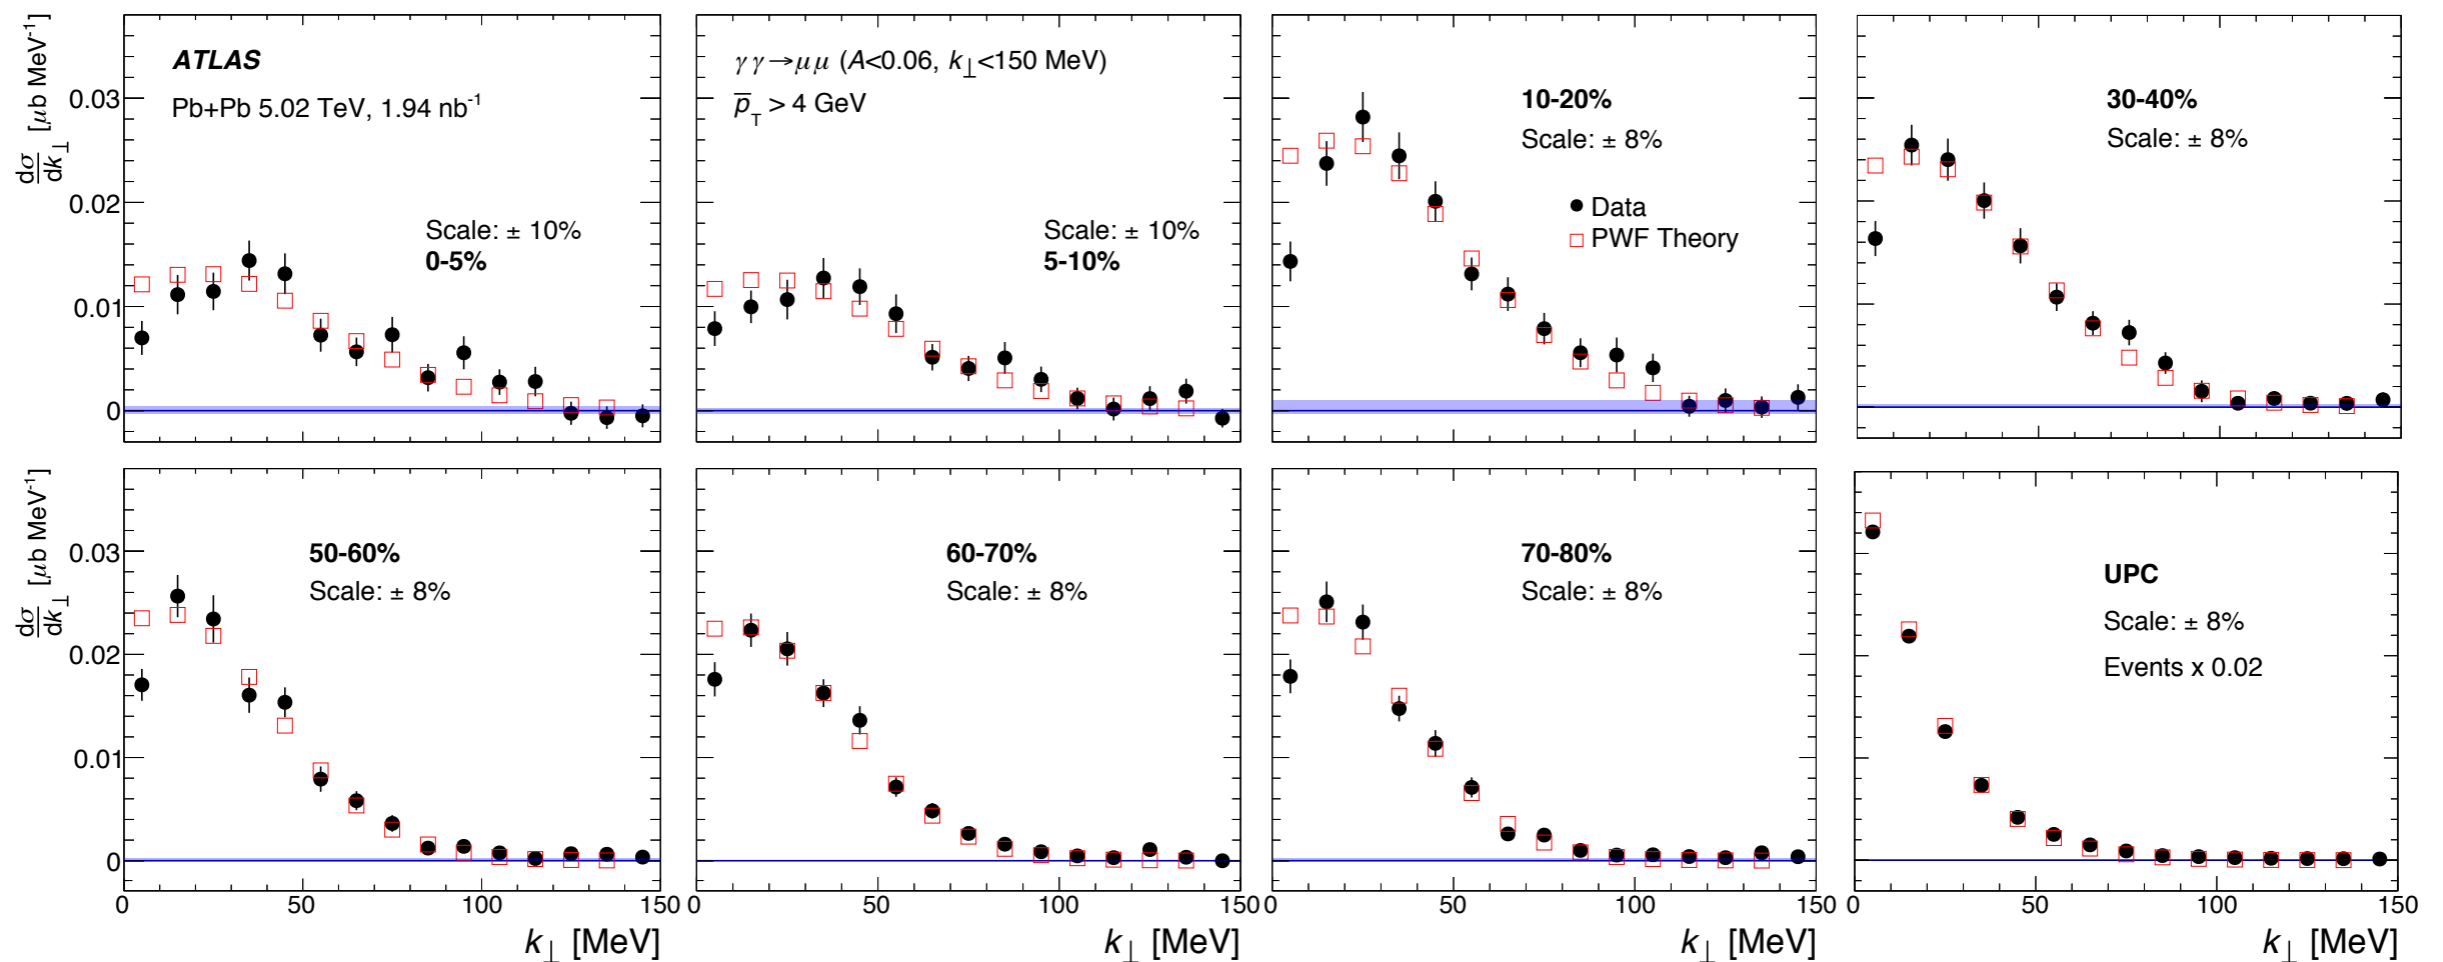 dσ/dk⊥ [μb MeV⁻¹]
0.03
0.02
0.01
0
ATLAS
Pb+Pb 5.02 TeV, 1.94 nb⁻¹
Scale: ± 10%
0-5%
γγ→μμ (A<0.06, k⊥<150 MeV)
p̅T > 4 GeV
Scale: ± 10%
5-10%
10-20%
Scale: ± 8%
Data
PWF Theory
30-40%
Scale: ± 8%
dσ/dk⊥ [μb MeV⁻¹]
0.03
0.02
0.01
0
50-60%
Scale: ± 8%
60-70%
Scale: ± 8%
70-80%
Scale: ± 8%
UPC
Scale: ± 8%
Events x 0.02
0 50 100 150
0 50 100 150
0 50 100 150
0 50 100 150
k⊥ [MeV]
k⊥ [MeV]
k⊥ [MeV]
k⊥ [MeV]